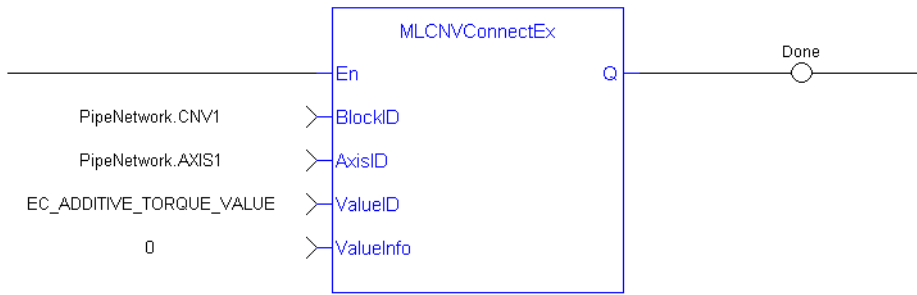 MLCNVConnectEx
Done
En
Q
PipeNetwork.CNV1
BlockID
PipeNetwork.AXIS1
AxisID
EC_ADDITIVE_TORQUE_VALUE
ValueID
0
ValueInfo